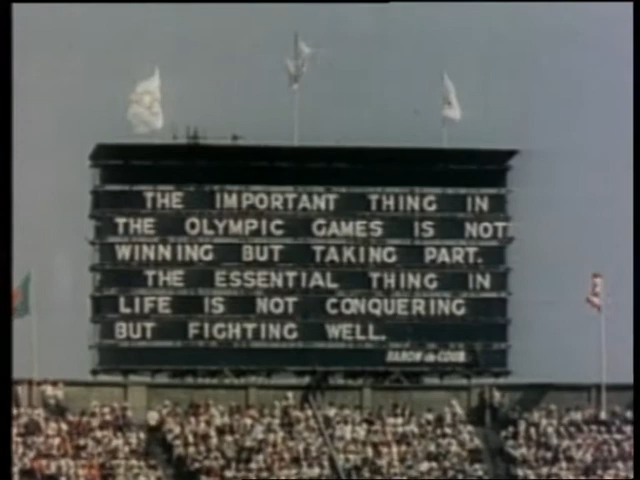 THE IMPORTANT THING IN
THE OLYMPIC GAMES IS NOT
WINNING BUT TAKING PART.
THE ESSENTIAL THING IN
LIFE IS NOT CONQUERING
BUT FIGHTING WELL.
BARON de COUB